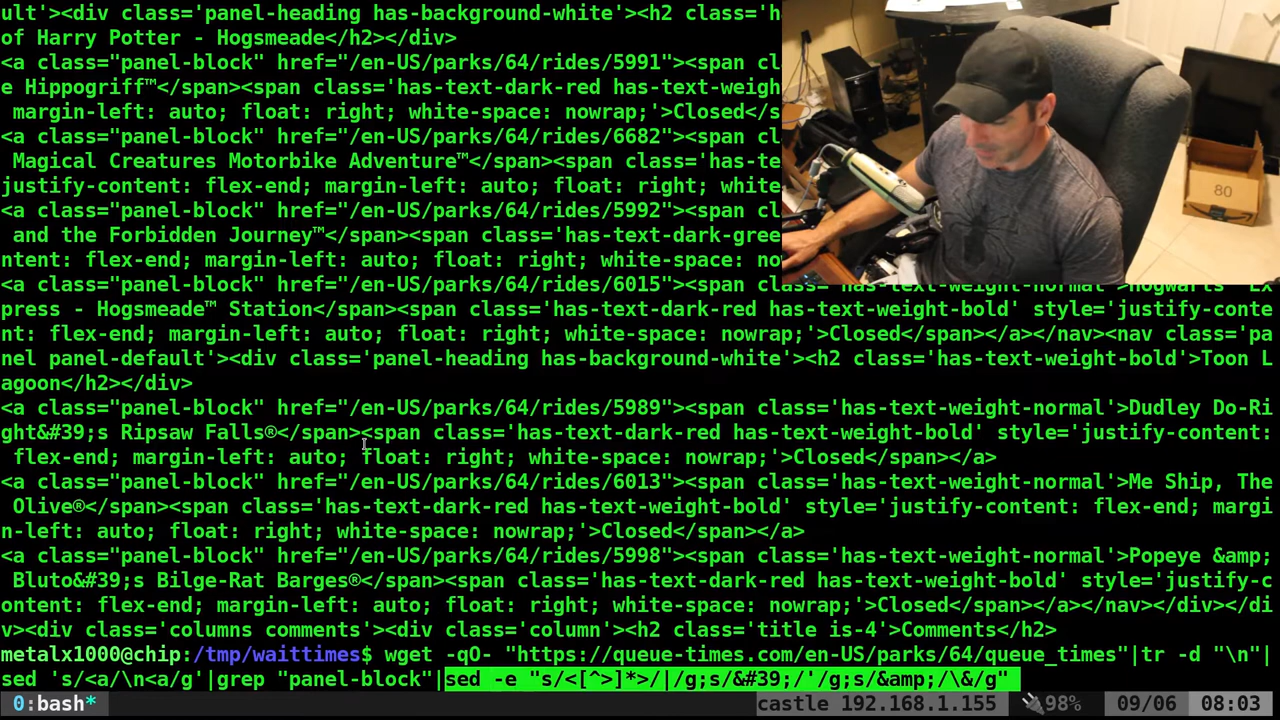 ult'><div class='panel-heading has-background-white'><h2 class='h
of Harry Potter - Hogsmeade</h2></div>
<a class="panel-block" href="/en-US/parks/64/rides/5991"><span cl
e Hippogriff™</span><span class='has-text-dark-red has-text-weigh
margin-left: auto; float: right; white-space: nowrap;'>Closed</s
<a class="panel-block" href="/en-US/parks/64/rides/6682"><span cl
Magical Creatures Motorbike Adventure™</span><span class='has-te
justify-content: flex-end; margin-left: auto; float: right; white
<a class="panel-block" href="/en-US/parks/64/rides/5992"><span cl
and the Forbidden Journey™</span><span class='has-text-dark-gree
ntent: flex-end; margin-left: auto; float: right; white-space: no
<a class="panel-block" href="/en-US/parks/64/rides/6015"><span class='has-text-weight-normal'>Hogwarts™ Ex
press - Hogsmeade™ Station</span><span class='has-text-dark-red has-text-weight-bold' style='justify-conte
nt: flex-end; margin-left: auto; float: right; white-space: nowrap;'>Closed</span></a></nav><nav class='pa
nel panel-default'><div class='panel-heading has-background-white'><h2 class='has-text-weight-bold'>Toon L
agoon</h2></div>
<a class="panel-block" href="/en-US/parks/64/rides/5989"><span class='has-text-weight-normal'>Dudley Do-Ri
ght&#39;s Ripsaw Falls®</span><span class='has-text-dark-red has-text-weight-bold' style='justify-content:
flex-end; margin-left: auto; float: right; white-space: nowrap;'>Closed</span></a>
<a class="panel-block" href="/en-US/parks/64/rides/6013"><span class='has-text-weight-normal'>Me Ship, The
Olive®</span><span class='has-text-dark-red has-text-weight-bold' style='justify-content: flex-end; margi
n-left: auto; float: right; white-space: nowrap;'>Closed</span></a>
<a class="panel-block" href="/en-US/parks/64/rides/5998"><span class='has-text-weight-normal'>Popeye &amp;
Bluto&#39;s Bilge-Rat Barges®</span><span class='has-text-dark-red has-text-weight-bold' style='justify-c
ontent: flex-end; margin-left: auto; float: right; white-space: nowrap;'>Closed</span></a></nav></div></di
v><div class='columns comments'><div class='column'><h2 class='title is-4'>Comments</h2>
metalx1000@chip:/tmp/waittimes$ wget -qO- "https://queue-times.com/en-US/parks/64/queue_times"|tr -d "\n"|
sed 's/<a/\n<a/g'|grep "panel-block"|sed -e "s/<[^>]*>/|/g;s/&#39;/'/g;s/&amp;/\&/g"
0:bash* castle 192.168.1.155 98% 09/06 08:03
80